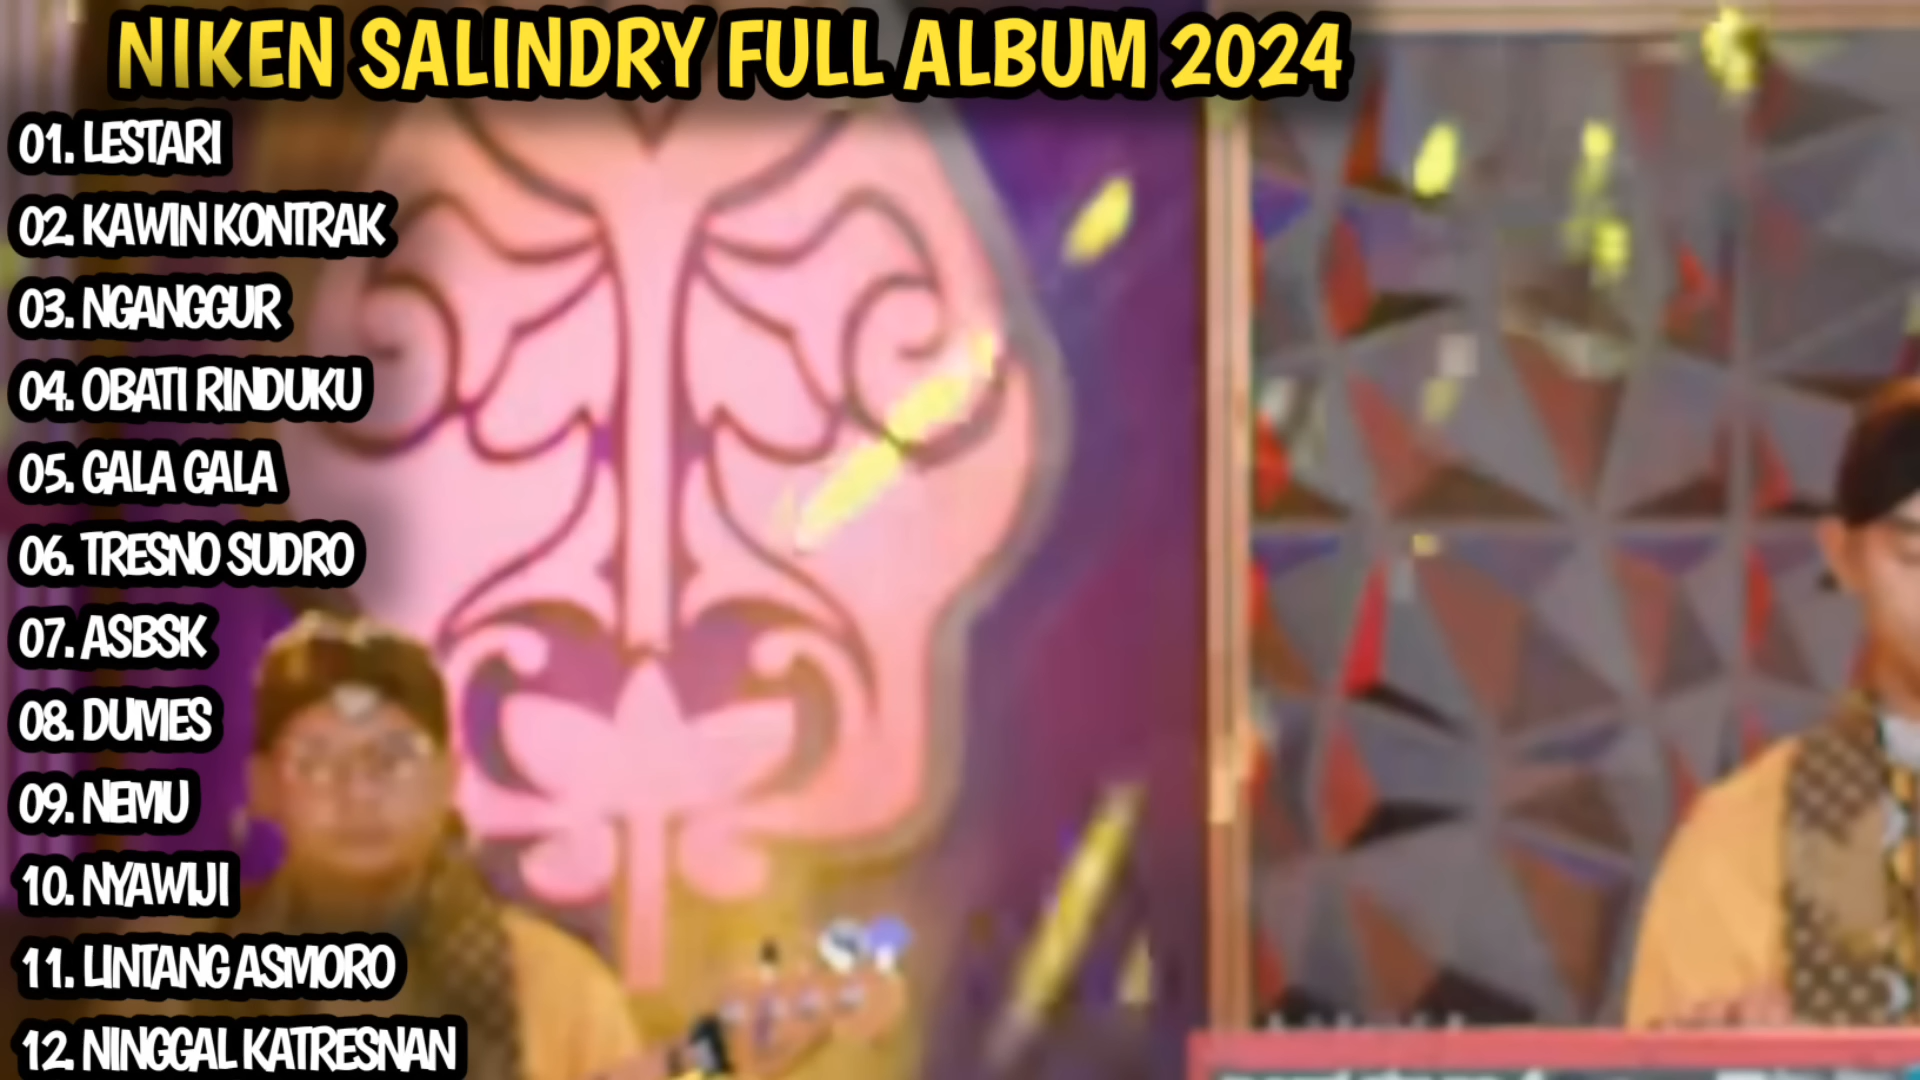 NIKEN SALINDRY FULL ALBUM 2024
01. LESTARI
02. KAWIN KONTRAK
03. NGANGGUR
04. OBATI RINDUKU
05. GALA GALA
06. TRESNO SUDRO
07. ASBSK
08. DUMES
09. NEMU
10. NYAWIJI
11. LINTANG ASMORO
12. NINGGAL KATRESNAN